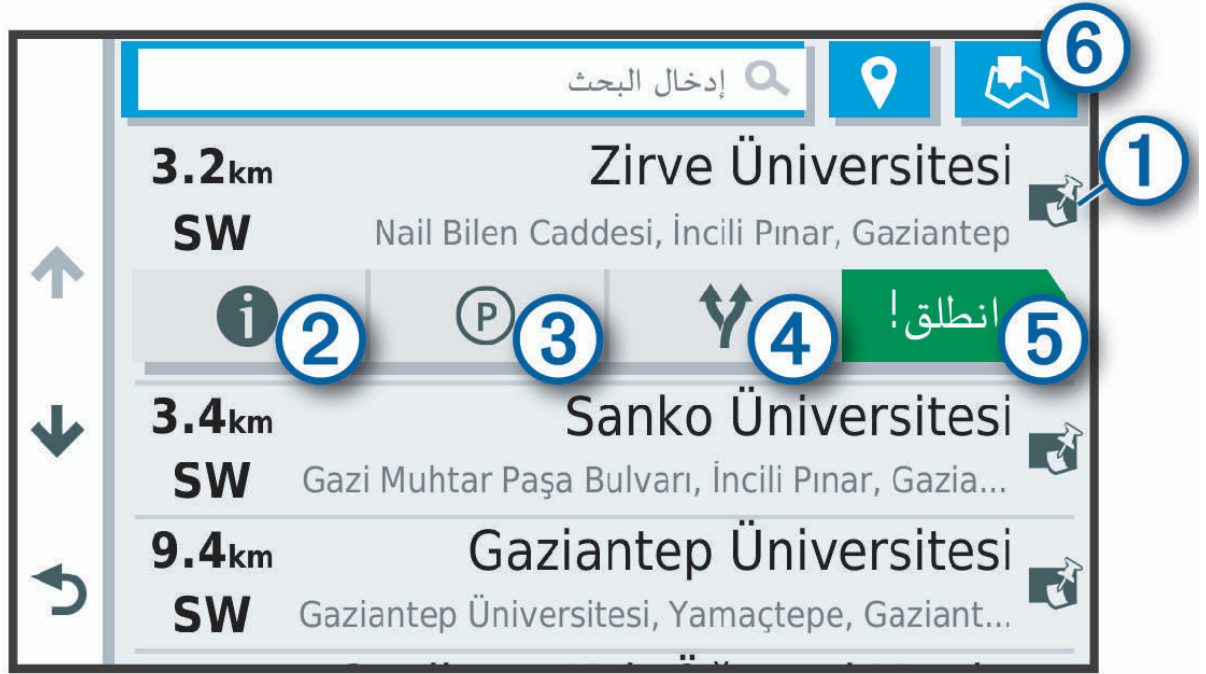 إدخال البحث
6
Zirve Üniversitesi
3.2km
1
Nail Bilen Caddesi, İncili Pınar, Gaziantep
SW
انطلق!
5
4
P 3
i 2
Sanko Üniversitesi
3.4km
Gazi Muhtar Paşa Bulvarı, İncili Pınar, Gazia...
SW
Gaziantep Üniversitesi
9.4km
Gaziantep Üniversitesi, Yamaçtepe, Gaziant...
SW